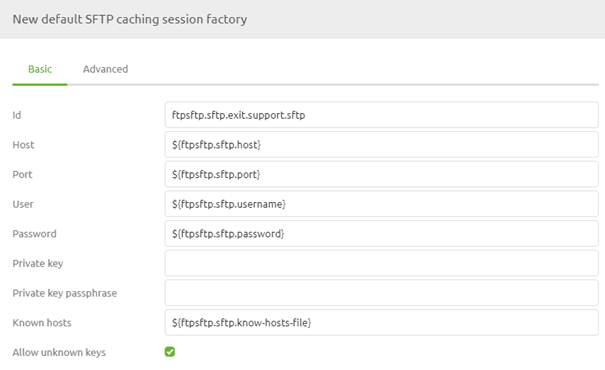 New default SFTP caching session factory
Basic Advanced
Id ftpsftp.sftp.exit.support.sftp
Host ${ftpsftp.sftp.host}
Port ${ftpsftp.sftp.port}
User ${ftpsftp.sftp.username}
Password ${ftpsftp.sftp.password}
Private key
Private key passphrase
Known hosts ${ftpsftp.sftp.know-hosts-file}
Allow unknown keys